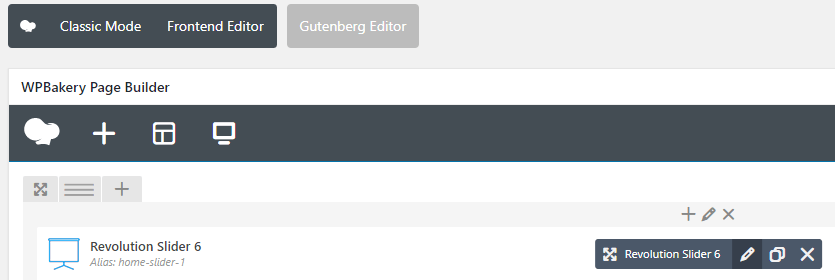 Classic Mode Frontend Editor Gutenberg Editor
WPBakery Page Builder
Revolution Slider 6
Alias: home-slider-1
Revolution Slider 6